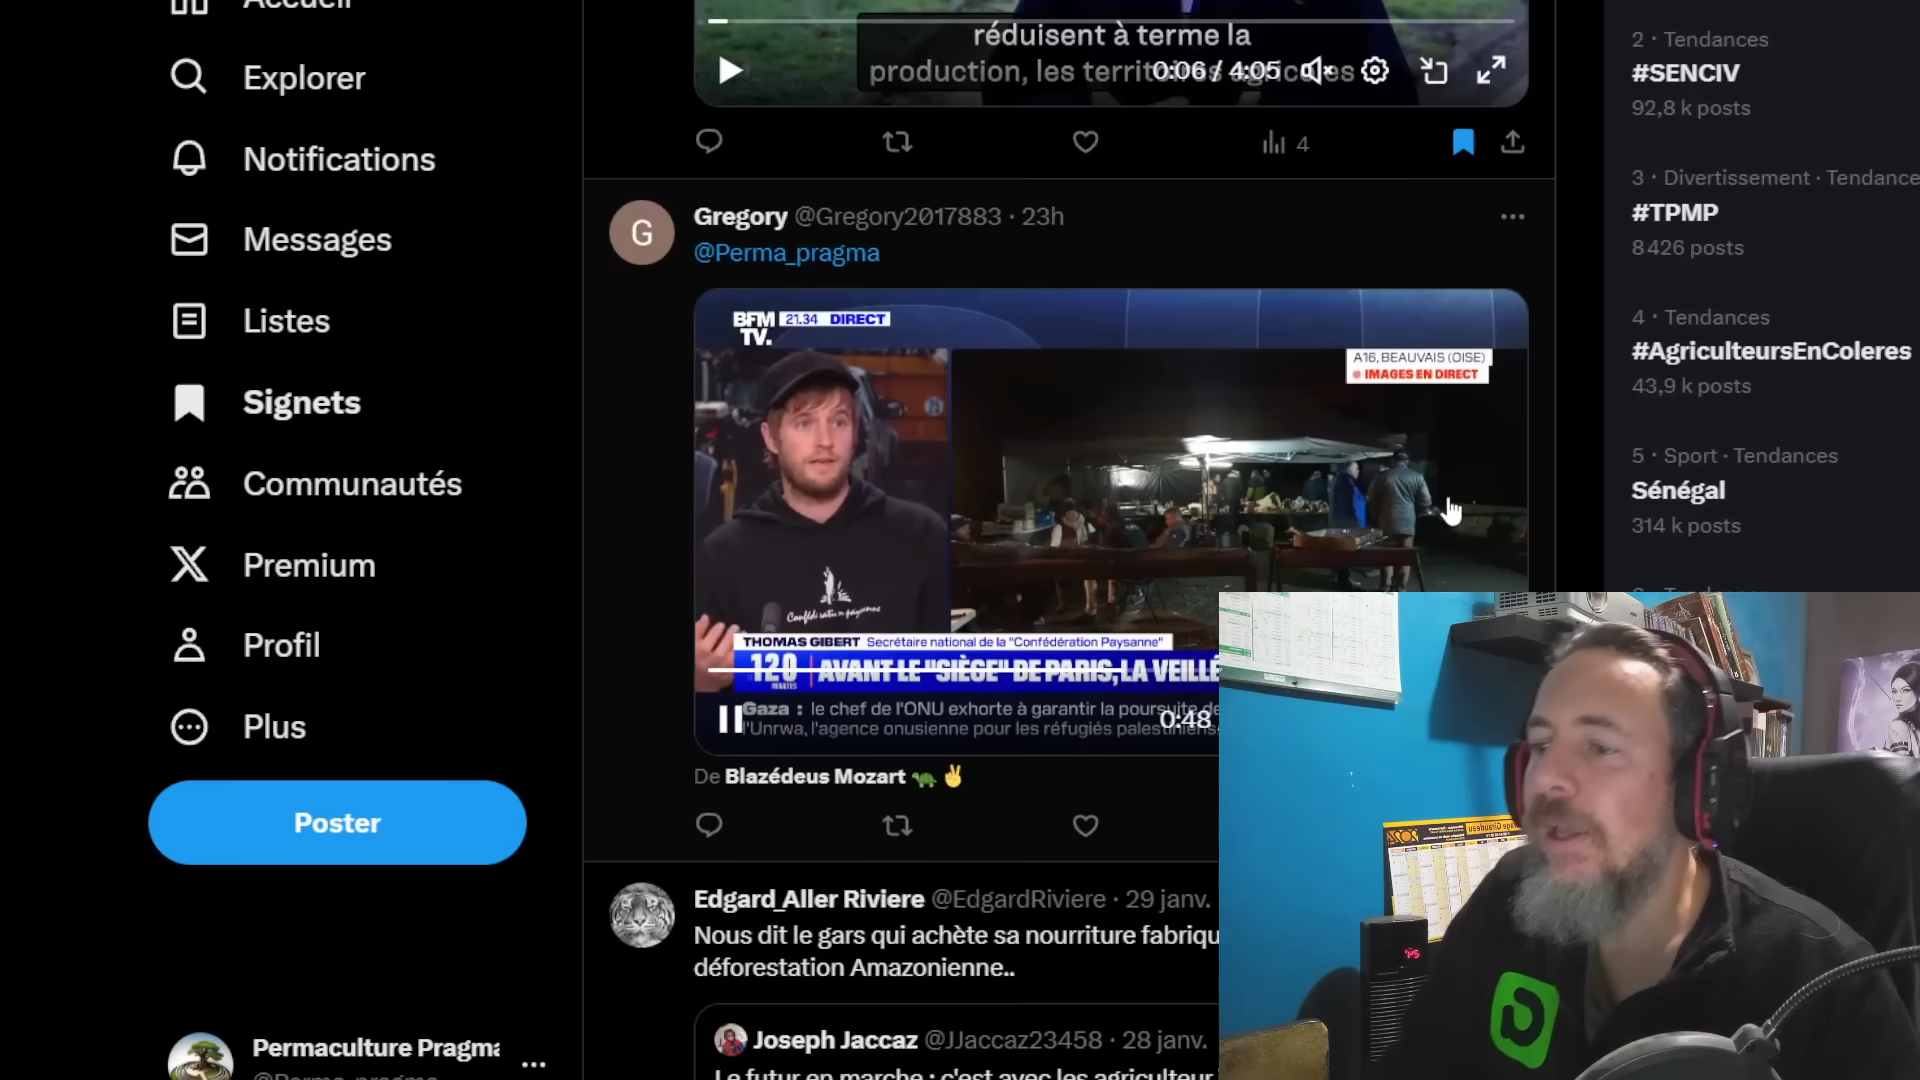 Accueil
Explorer
Notifications
Messages
Listes
Signets
Communautés
Premium
Profil
Plus
Poster
Permaculture Pragma
@Perma_pragma
réduisent à terme la
production, les territoires agricoles
0:06 / 4:05
4
Gregory @Gregory2017883 · 23h
@Perma_pragma
BFM
TV.
21.34 DIRECT
A16, BEAUVAIS (OISE)
IMAGES EN DIRECT
Confédération paysanne
THOMAS GIBERT Secrétaire national de la "Confédération Paysanne"
120
MINUTES
AVANT LE "SIÈGE" DE PARIS, LA VEILLÉ
Gaza : le chef de l'ONU exhorte à garantir la poursuite de
l'Unrwa, l'agence onusienne pour les réfugiés palestiniens
0:48
De Blazédeus Mozart 🐢✌️
Edgard_Aller Riviere @EdgardRiviere · 29 janv.
Nous dit le gars qui achète sa nourriture fabriqu
déforestation Amazonienne..
Joseph Jaccaz @JJaccaz23458 · 28 janv.
Le futur en marche : c'est avec les agriculteur
2 · Tendances
#SENCIV
92,8 k posts
3 · Divertissement · Tendance
#TPMP
8 426 posts
4 · Tendances
#AgriculteursEnColeres
43,9 k posts
5 · Sport · Tendances
Sénégal
314 k posts
G